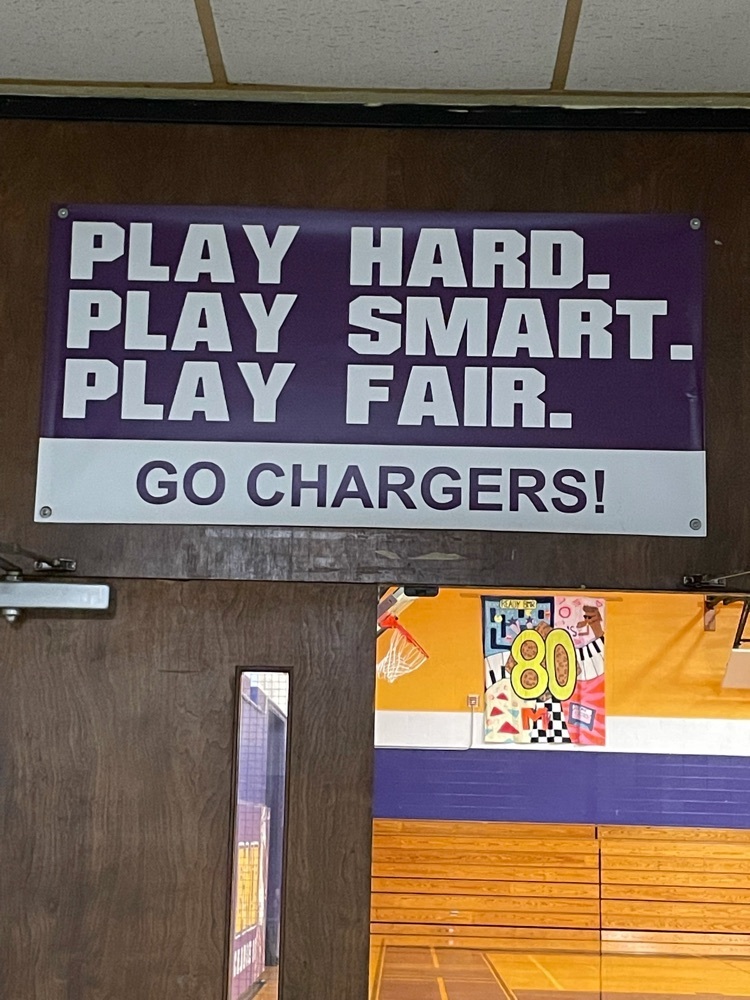 PLAY HARD.
PLAY SMART.
PLAY FAIR.
GO CHARGERS!
80
M